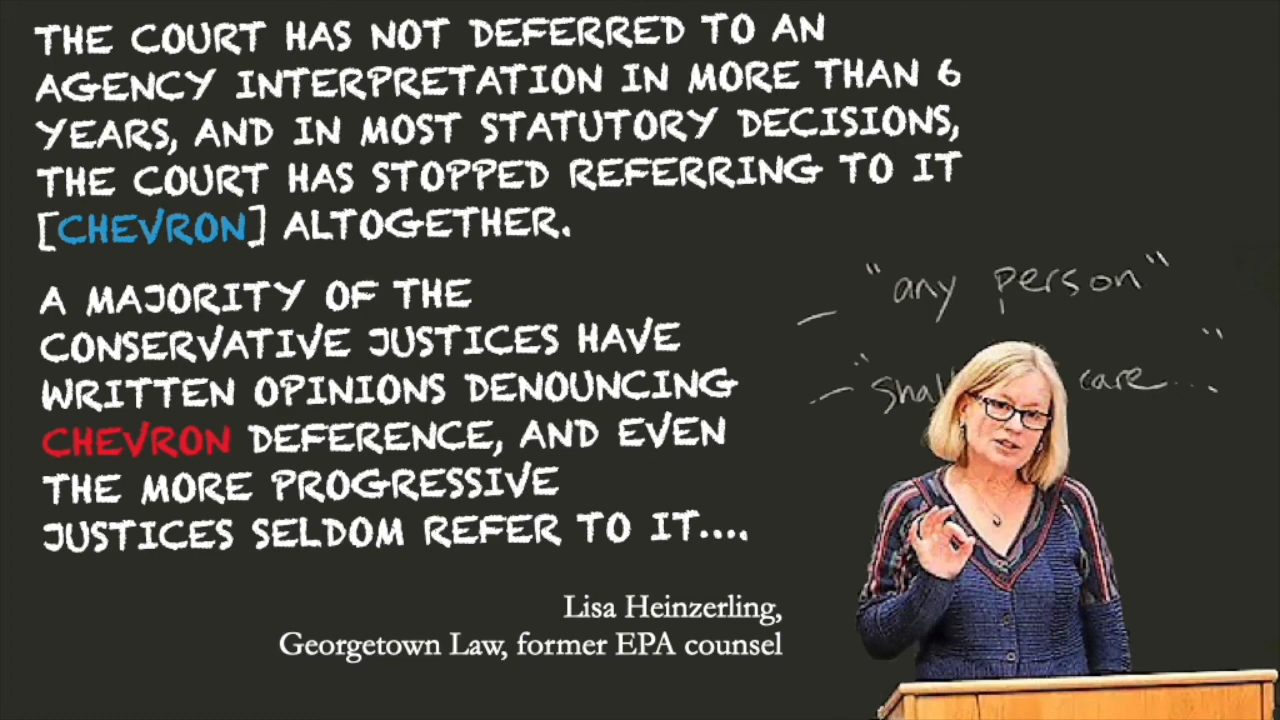 THE COURT HAS NOT DEFERRED TO AN
AGENCY INTERPRETATION IN MORE THAN 6
YEARS, AND IN MOST STATUTORY DECISIONS,
THE COURT HAS STOPPED REFERRING TO IT
[CHEVRON] ALTOGETHER.
A MAJORITY OF THE
CONSERVATIVE JUSTICES HAVE
WRITTEN OPINIONS DENOUNCING
CHEVRON DEFERENCE, AND EVEN
THE MORE PROGRESSIVE
JUSTICES SELDOM REFER TO IT....
Lisa Heinzerling,
Georgetown Law, former EPA counsel
– "any person"
– "shal care..."